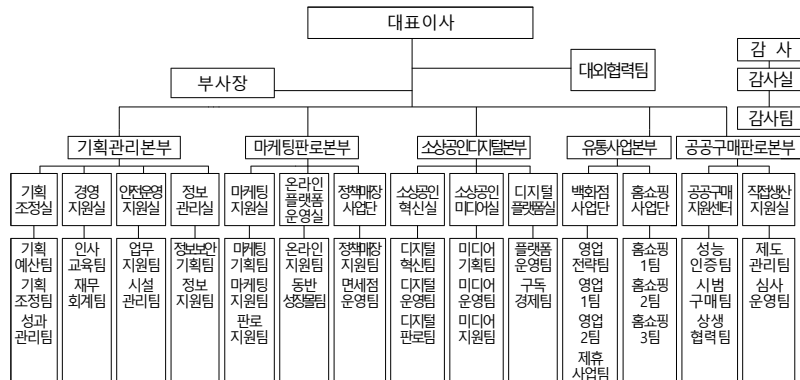 대표이사
감 사
대외협력팀
감사실
부사장
감사팀
기획관리본부
마케팅판로본부
소상공인디지털본부
유통사업본부
공공구매판로본부
기획
조정실
경영
지원실
안전운영
지원실
정보
관리실
마케팅
지원실
온라인
플랫폼
운영실
정책매장
사업단
소상공인
혁신실
소상공인
미디어실
디지털
플랫폼실
백화점
사업단
홈쇼핑
사업단
공공구매
지원센터
직접생산
지원실
기획
예산팀
기획
조정팀
성과
관리팀
인사
교육팀
재무
회계팀
업무
지원팀
시설
관리팀
정보보안
기획팀
정보
지원팀
마케팅
기획팀
마케팅
지원팀
판로
지원팀
온라인
지원팀
동반
성장몰팀
정책매장
지원팀
면세점
운영팀
디지털
혁신팀
디지털
운영팀
디지털
판로팀
미디어
기획팀
미디어
운영팀
미디어
지원팀
플랫폼
운영팀
구독
경제팀
영업
전략팀
영업
1팀
영업
2팀
제휴
사업팀
홈쇼핑
1팀
홈쇼핑
2팀
홈쇼핑
3팀
성능
인증팀
시범
구매팀
상생
협력팀
제도
관리팀
심사
운영팀